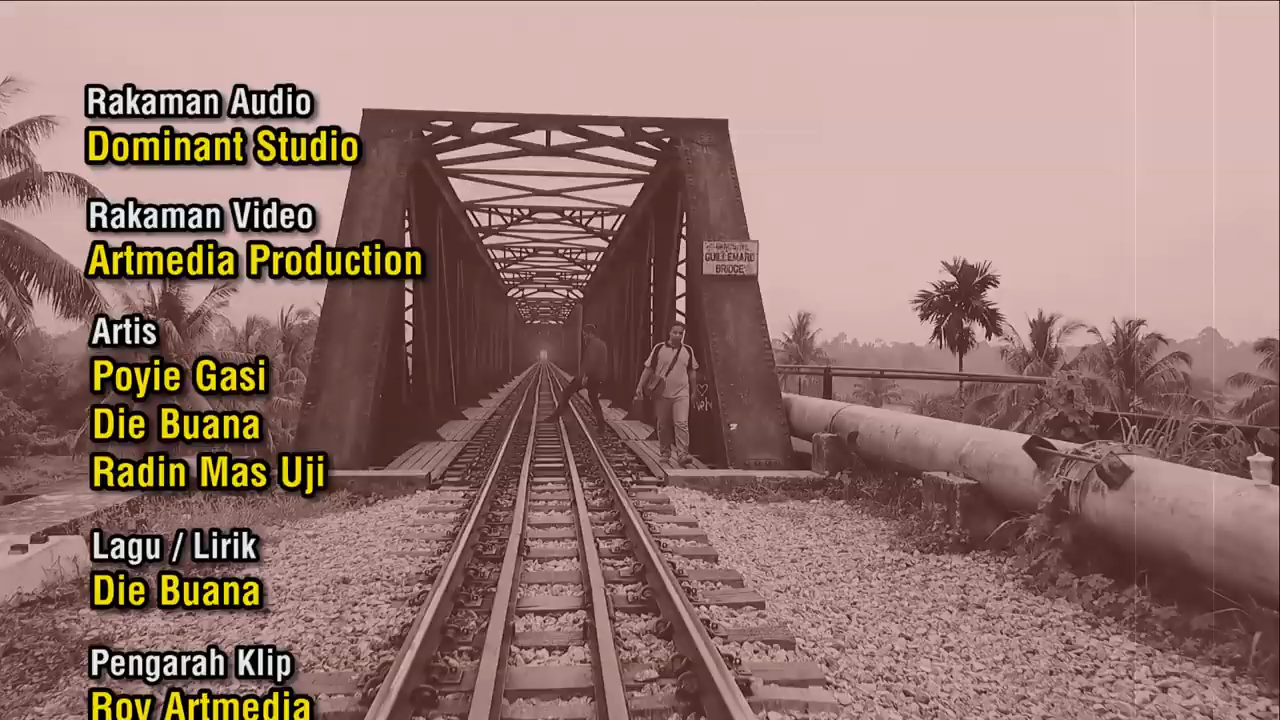 Rakaman Audio
Dominant Studio
Rakaman Video
Artmedia Production
Artis
Poyie Gasi
Die Buana
Radin Mas Uji
Lagu / Lirik
Die Buana
Pengarah Klip
Roy Artmedia
GUILLEMARD
BRIDGE